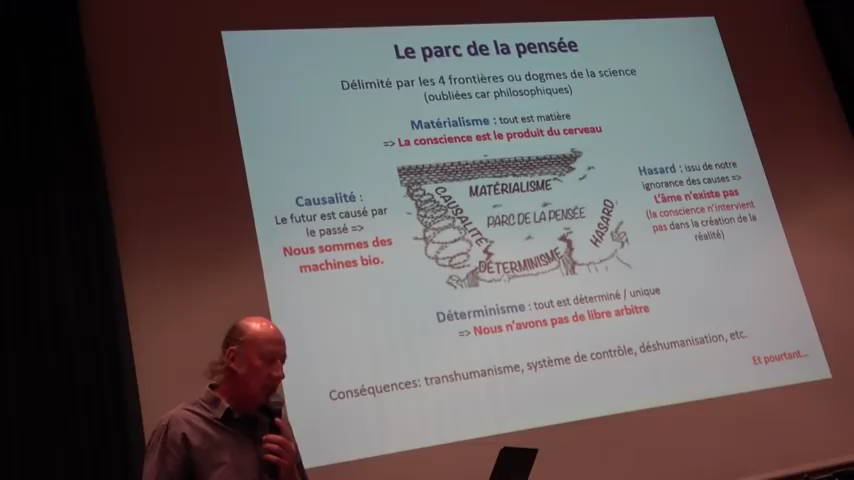 Le parc de la pensée
Délimité par les 4 frontières ou dogmes de la science
(oubliées car philosophiques)
Matérialisme : tout est matière
=> La conscience est le produit du cerveau
Causalité :
Le futur est causé par
le passé =>
Nous sommes des
machines bio.
MATÉRIALISME
CAUSALITÉ
PARC DE LA PENSÉE
HASARD
DÉTERMINISME
Hasard : issu de notre
ignorance des causes =>
L'âme n'existe pas
(la conscience n'intervient
pas dans la création de la
réalité)
Déterminisme : tout est déterminé / unique
=> Nous n'avons pas de libre arbitre
Conséquences: transhumanisme, système de contrôle, déshumanisation, etc.
Et pourtant...